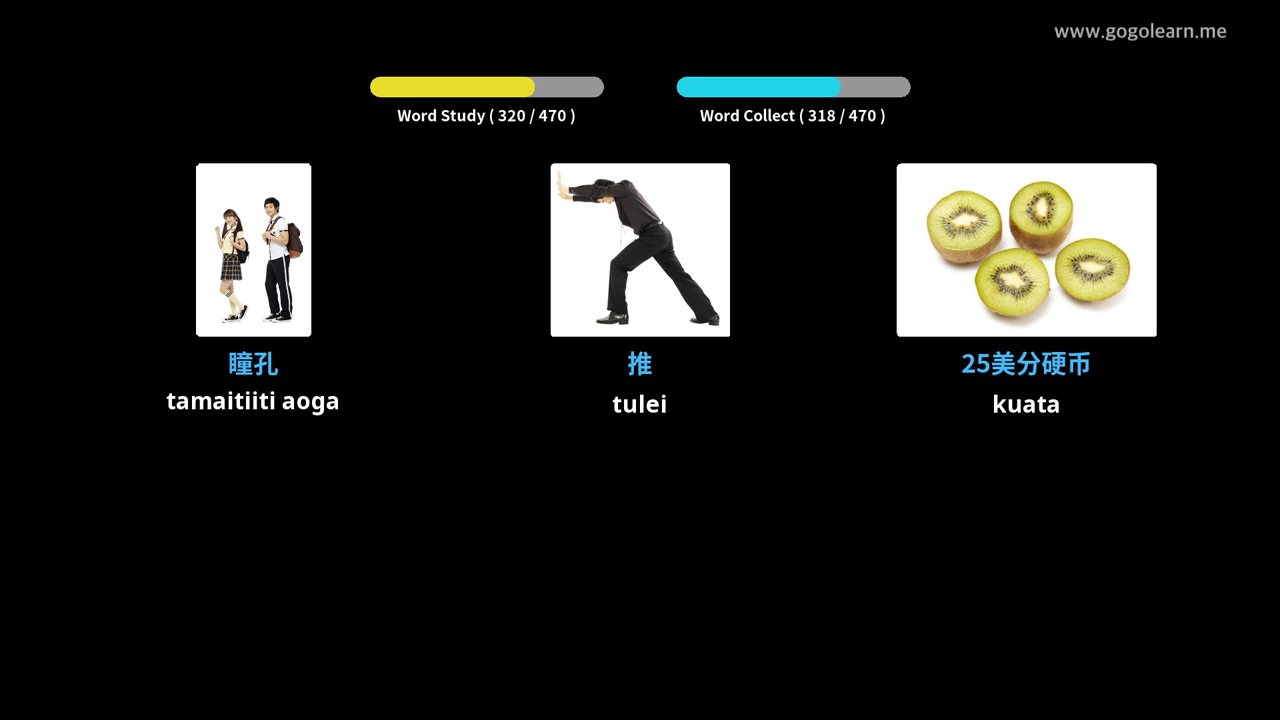 www.gogolearn.me
Word Study ( 320 / 470 )
Word Collect ( 318 / 470 )
瞳孔
推
25美分硬币
tamaitiiti aoga
tulei
kuata